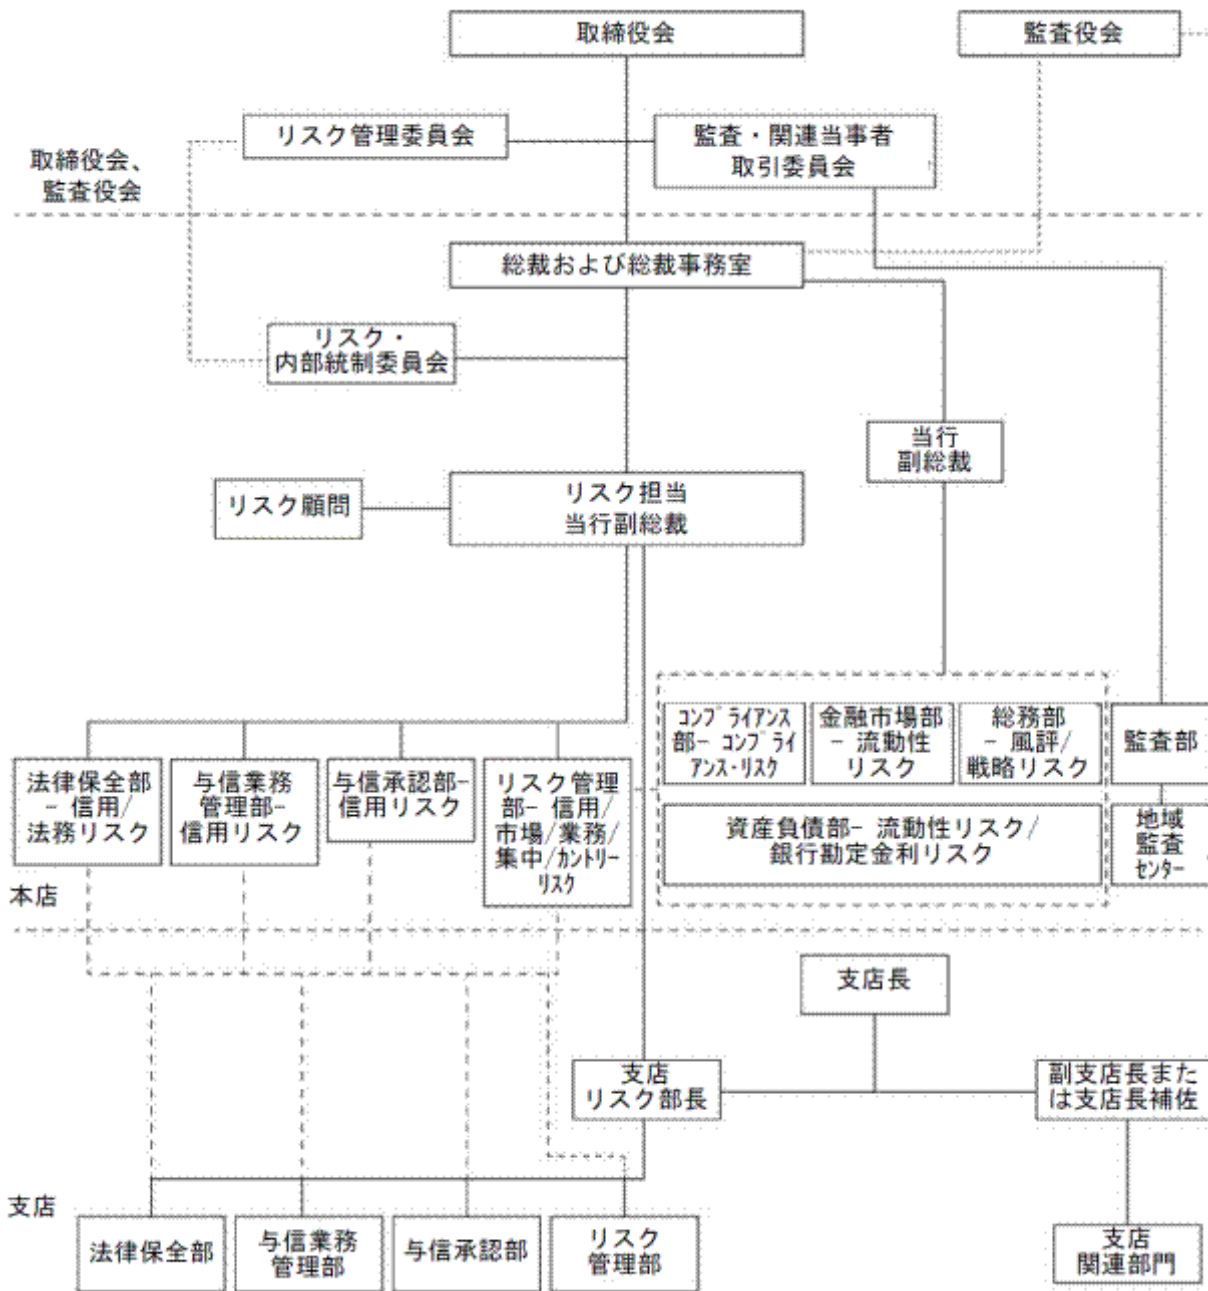 取締役会
監査役会
リスク管理委員会
監査・関連当事者
取引委員会
取締役会、
監査役会
総裁および総裁事務室
リスク・
内部統制委員会
当行
副総裁
リスク顧問
リスク担当
当行副総裁
法律保全部
– 信用/
法務リスク
与信業務
管理部–
信用リスク
与信承認部–
信用リスク
リスク管理
部– 信用/
市場/業務/
集中/カントリー
リスク
コンプライアンス
部– コンプライ
アンス・リスク
金融市場部
– 流動性
リスク
総務部
– 風評/
戦略リスク
監査部
資産負債部– 流動性リスク/
銀行勘定金利リスク
地域
監査
センター
本店
支店長
支店
リスク部長
副支店長また
は支店長補佐
支店
法律保全部
与信業務
管理部
与信承認部
リスク
管理部
支店
関連部門